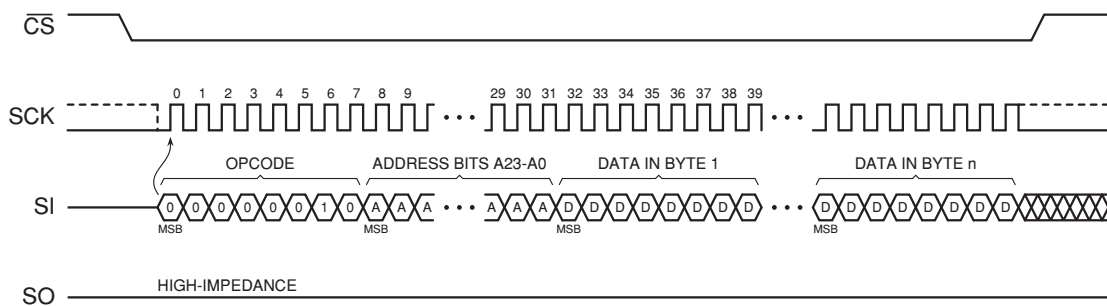 CS
0 1 2 3 4 5 6 7 8 9 29 30 31 32 33 34 35 36 37 38 39
SCK
OPCODE ADDRESS BITS A23-A0 DATA IN BYTE 1 DATA IN BYTE n
SI 0 0 0 0 0 0 1 0 A A A A A A D D D D D D D D D D D D D D D D
MSB MSB MSB MSB
HIGH-IMPEDANCE
SO